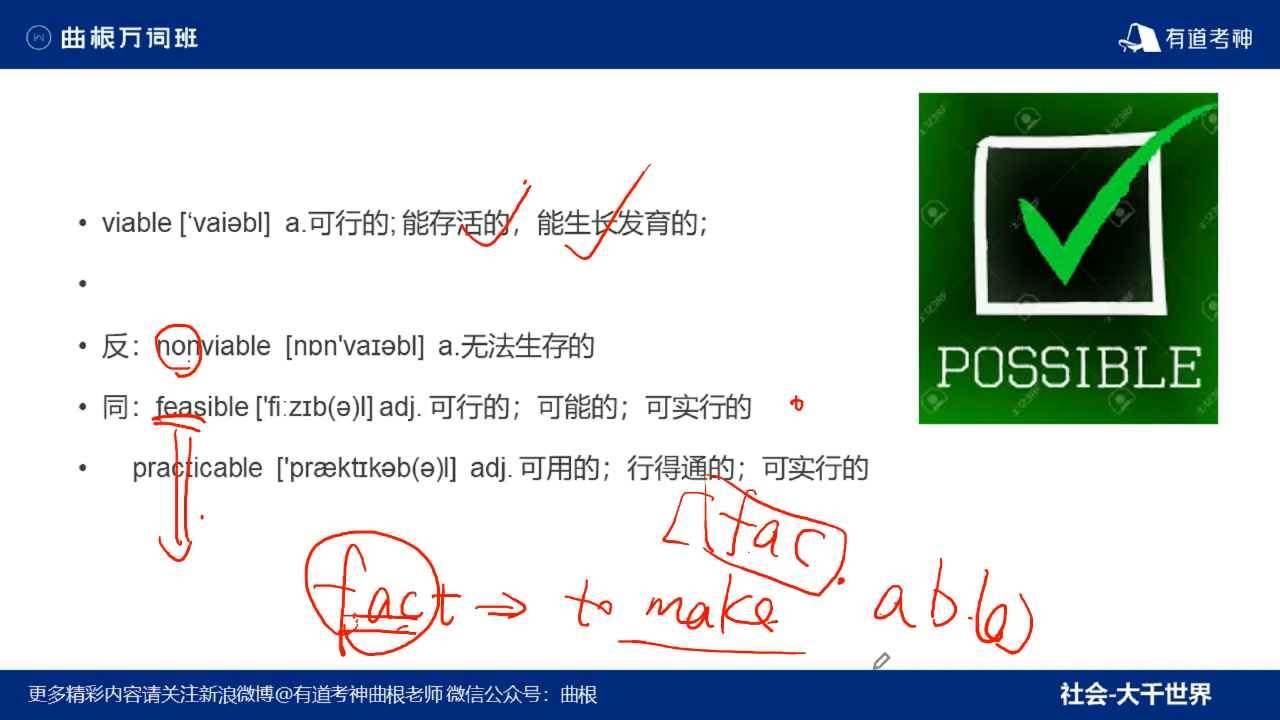 曲根万词班
有道考神
viable [‘vaiəbl] a.可行的; 能存活的，能生长发育的；
反：nonviable [nɒn'vaɪəbl] a.无法生存的
同：feasible ['fiːzɪb(ə)l] adj. 可行的；可能的；可实行的
practicable ['præktɪkəb(ə)l] adj. 可用的；行得通的；可实行的
POSSIBLE
fac
fact ⇒ to make able
更多精彩内容请关注新浪微博@有道考神曲根老师 微信公众号：曲根
社会-大千世界